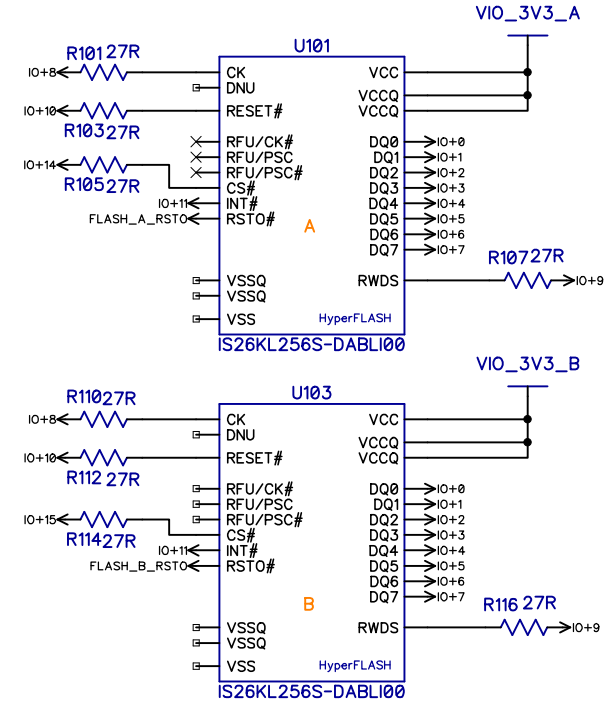 VIO_3V3_A
U101
R101 27R
IO+8
CK
VCC
DNU
VCCQ
IO+10
RESET#
VCCQ
R103 27R
RFU/CK#
DQ0
IO+0
RFU/PSC
DQ1
IO+1
IO+14
RFU/PSC#
DQ2
IO+2
R105 27R
CS#
DQ3
IO+3
IO+11
INT#
DQ4
IO+4
FLASH_A_RSTO
RSTO#
DQ5
IO+5
A
DQ6
IO+6
DQ7
IO+7
R107 27R
VSSQ
RWDS
IO+9
VSSQ
VSS
HyperFLASH
IS26KL256S-DABLI00
VIO_3V3_B
U103
R110 27R
IO+8
CK
VCC
DNU
VCCQ
IO+10
RESET#
VCCQ
R112 27R
RFU/CK#
DQ0
IO+0
RFU/PSC
DQ1
IO+1
IO+15
RFU/PSC#
DQ2
IO+2
R114 27R
CS#
DQ3
IO+3
IO+11
INT#
DQ4
IO+4
FLASH_B_RSTO
RSTO#
DQ5
IO+5
DQ6
IO+6
DQ7
IO+7
B
R116 27R
VSSQ
RWDS
IO+9
VSSQ
VSS
HyperFLASH
IS26KL256S-DABLI00